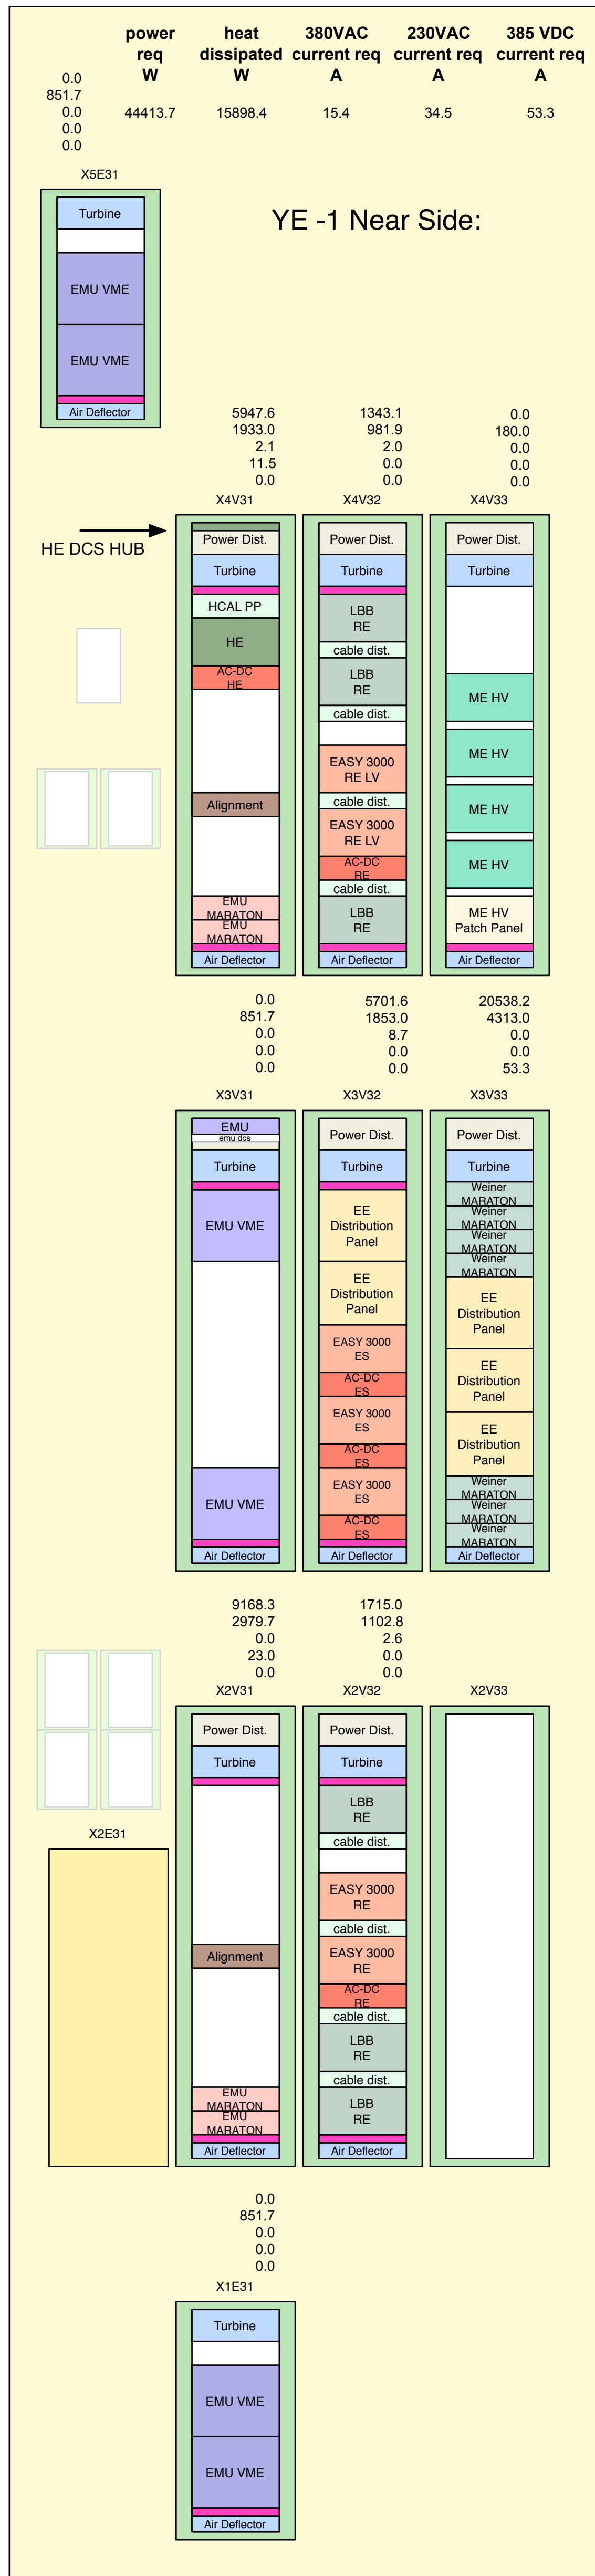 power heat 380VAC 230VAC 385 VDC
req dissipated current req current req current req
W W A A A
0.0
851.7
0.0 44413.7 15898.4 15.4 34.5 53.3
0.0
0.0
X5E31
YE -1 Near Side:
Turbine
EMU VME
EMU VME
Air Deflector
5947.6 1343.1 0.0
1933.0 981.9 180.0
2.1 2.0 0.0
11.5 0.0 0.0
0.0 0.0 0.0
X4V31 X4V32 X4V33
HE DCS HUB
Power Dist.
Turbine
HCAL PP
HE
AC-DC
HE
Alignment
EMU
MARATON
EMU
MARATON
Air Deflector
Power Dist.
Turbine
LBB
RE
cable dist.
LBB
RE
cable dist.
EASY 3000
RE LV
cable dist.
EASY 3000
RE LV
AC-DC
RE
cable dist.
LBB
RE
Air Deflector
Power Dist.
Turbine
ME HV
ME HV
ME HV
ME HV
ME HV
Patch Panel
Air Deflector
0.0 5701.6 20538.2
851.7 1853.0 4313.0
0.0 8.7 0.0
0.0 0.0 0.0
0.0 0.0 53.3
X3V31 X3V32 X3V33
EMU
emu dcs
Turbine
EMU VME
EMU VME
Air Deflector
Power Dist.
Turbine
EE
Distribution
Panel
EE
Distribution
Panel
EASY 3000
ES
AC-DC
ES
EASY 3000
ES
AC-DC
ES
EASY 3000
ES
AC-DC
ES
Air Deflector
Power Dist.
Turbine
Weiner
MARATON
Weiner
MARATON
Weiner
MARATON
Weiner
MARATON
EE
Distribution
Panel
EE
Distribution
Panel
EE
Distribution
Panel
Weiner
MARATON
Weiner
MARATON
Weiner
MARATON
Air Deflector
9168.3 1715.0
2979.7 1102.8
0.0 2.6
23.0 0.0
0.0 0.0
X2V31 X2V32 X2V33
X2E31
Power Dist.
Turbine
Alignment
EMU
MARATON
EMU
MARATON
Air Deflector
Power Dist.
Turbine
LBB
RE
cable dist.
EASY 3000
RE
cable dist.
EASY 3000
RE
AC-DC
RE
cable dist.
LBB
RE
cable dist.
LBB
RE
Air Deflector
0.0
851.7
0.0
0.0
0.0
X1E31
Turbine
EMU VME
EMU VME
Air Deflector